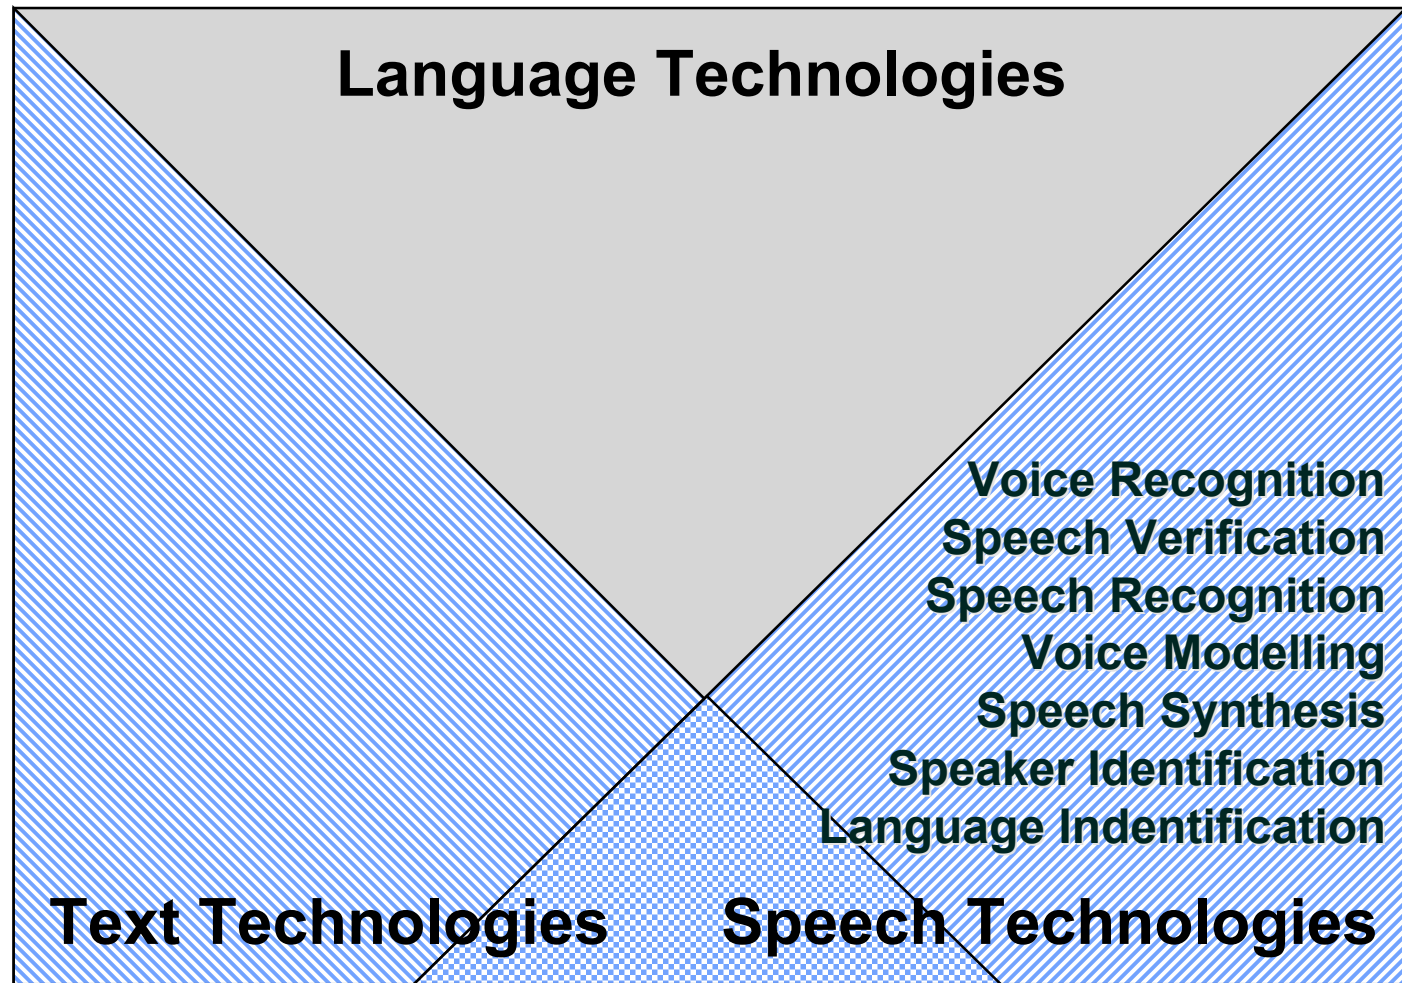 Language Technologies
Voice Recognition
Speech Verification
Speech Recognition
Voice Modelling
Speech Synthesis
Speaker Identification
Language Indentification
Text Technologies
Speech Technologies